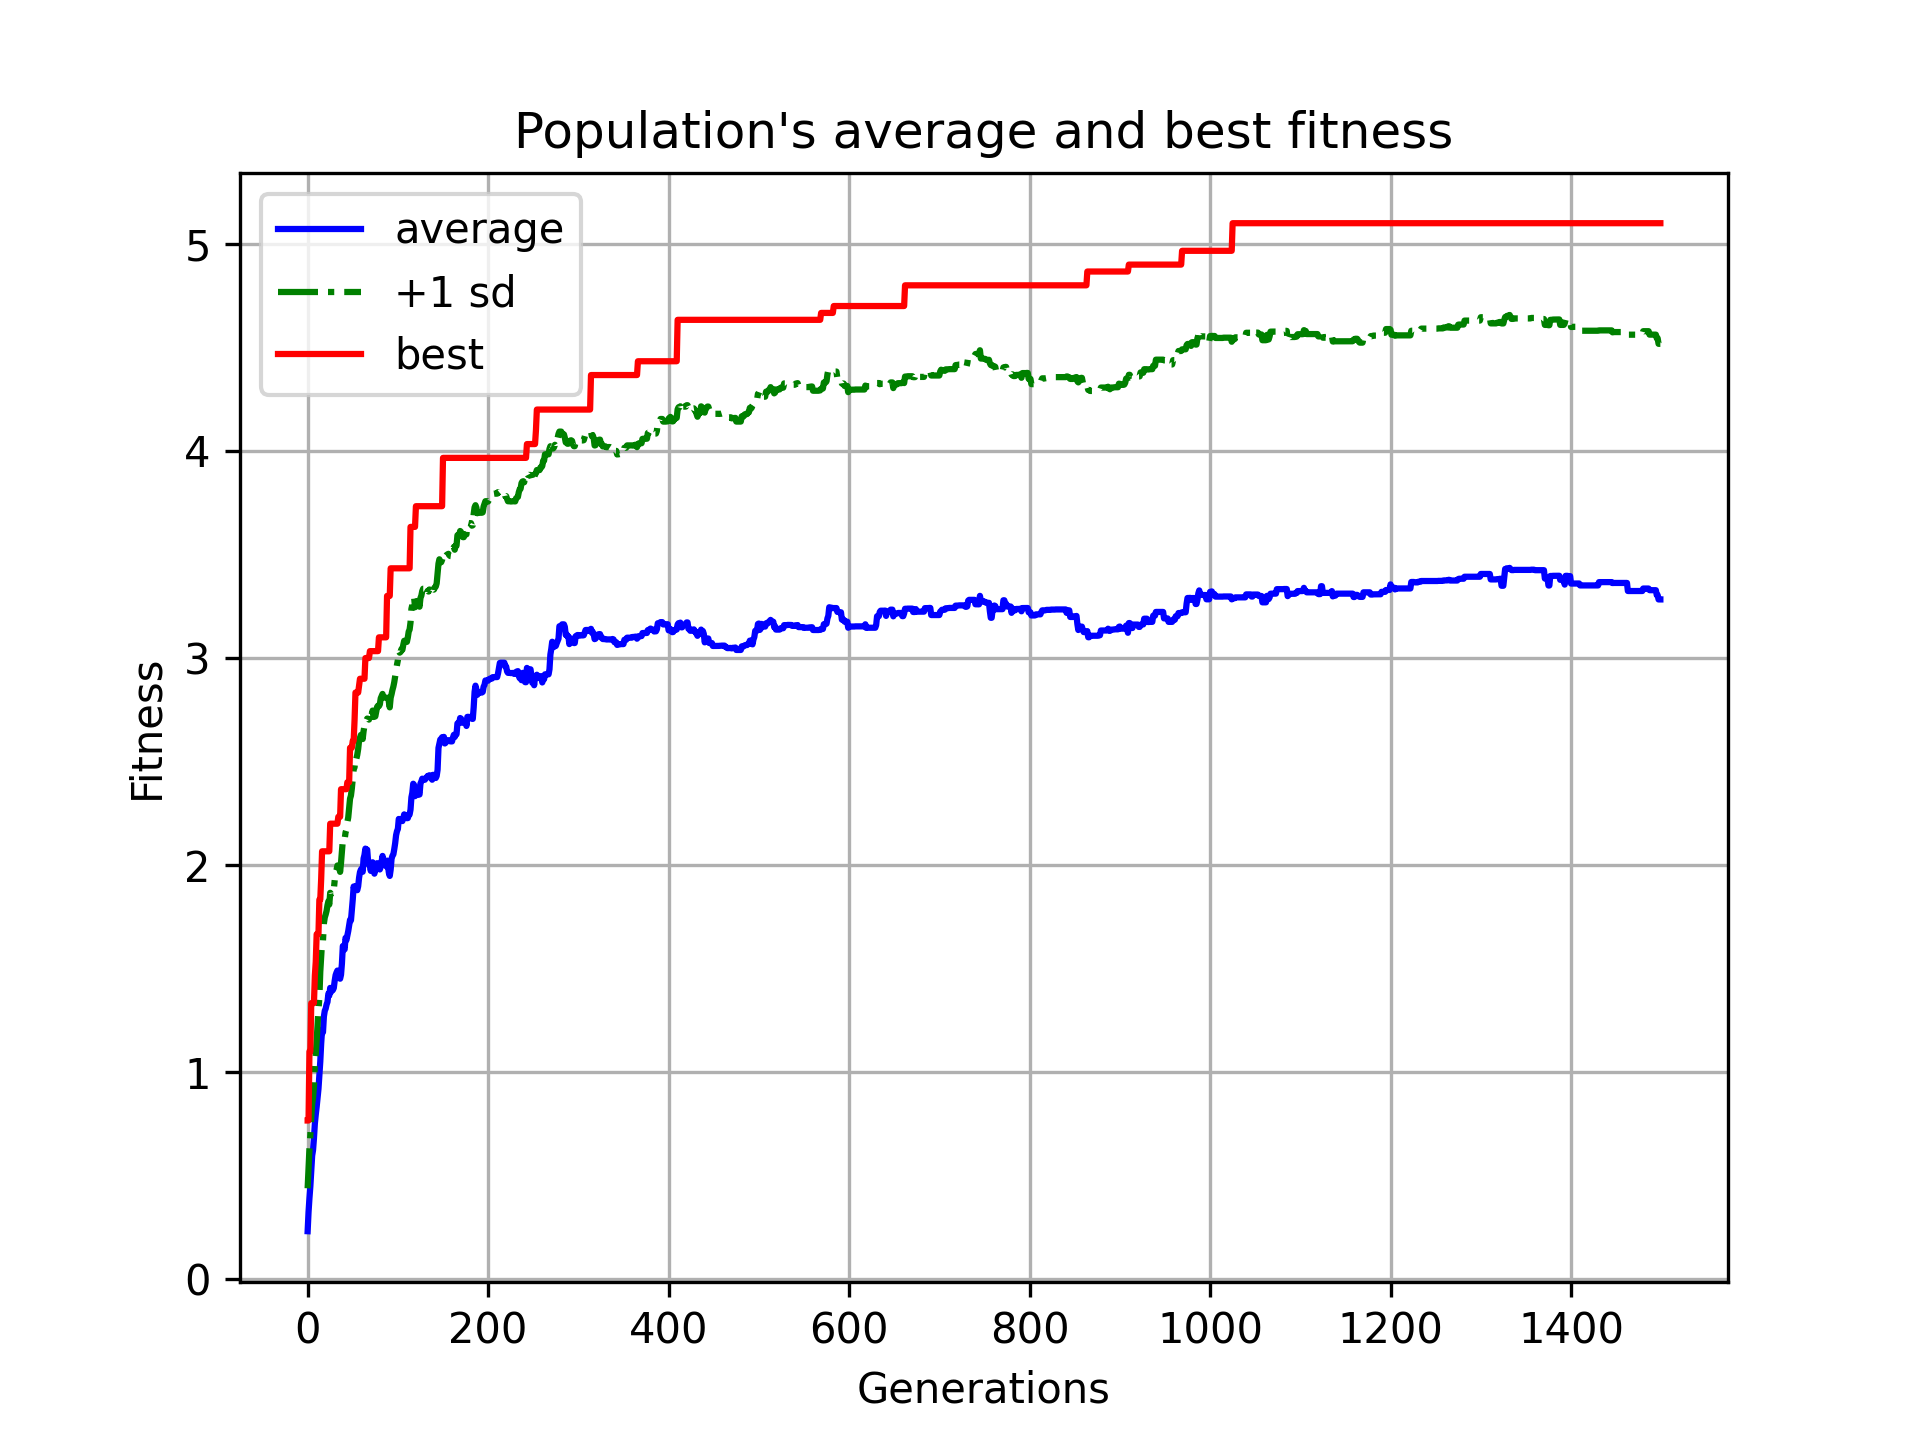 Population's average and best fitness
average
+1 sd
best
5
4
3
2
1
0
Fitness
0 200 400 600 800 1000 1200 1400
Generations